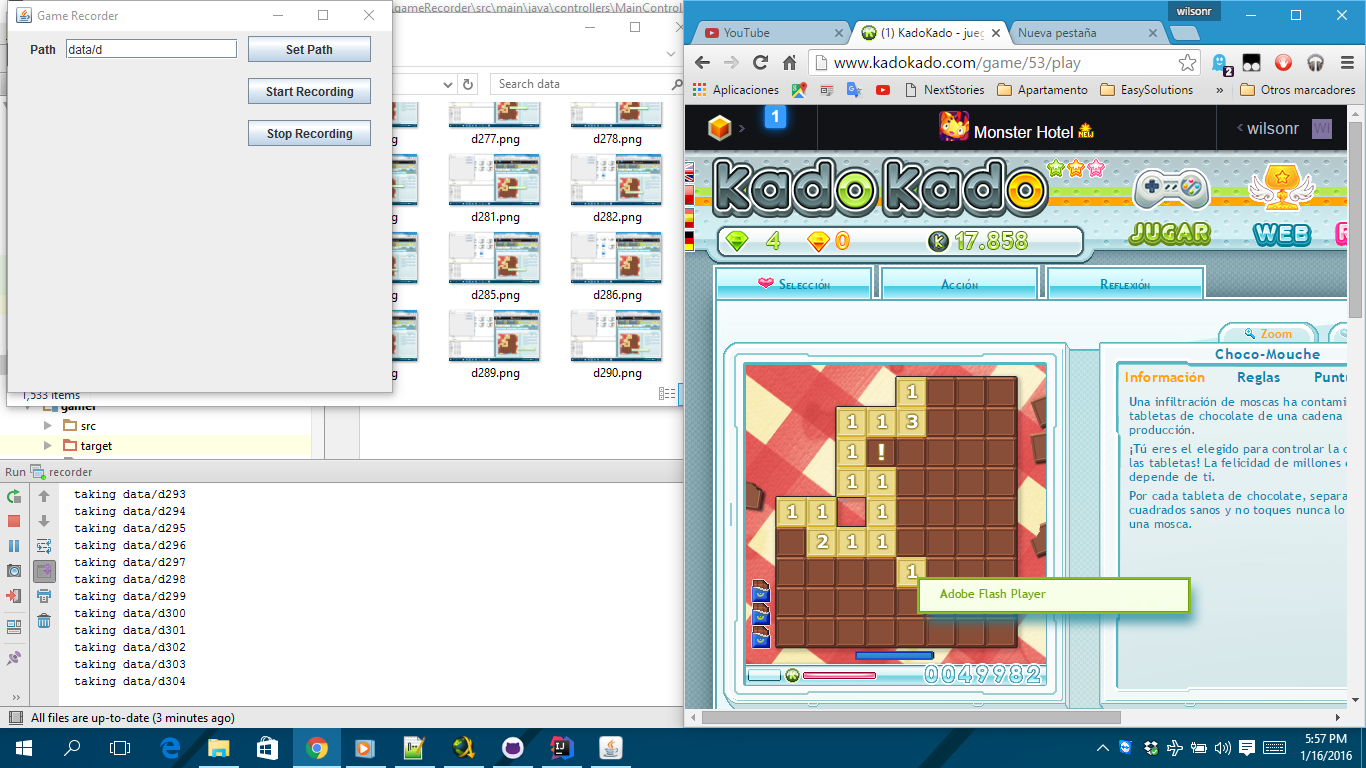 Game Recorder
Path data/d Set Path
Start Recording
Stop Recording
.gameRecorder\src\main\java\controllers\MainControl
Search data
d277.png d278.png
d281.png d282.png
d285.png d286.png
d289.png d290.png
1,533 items
gamer
src
target
Run recorder
taking data/d293
taking data/d294
taking data/d295
taking data/d296
taking data/d297
taking data/d298
taking data/d299
taking data/d300
taking data/d301
taking data/d302
taking data/d303
taking data/d304
All files are up-to-date (3 minutes ago)
wilsonr
YouTube
(1) KadoKado - jueg
Nueva pestaña
www.kadokado.com/game/53/play
2
Aplicaciones NextStories Apartamento EasySolutions » Otros marcadores
1
Monster Hotel NEW
wilsonr WI
KadoKado
4 0 K 17.858
JUGAR WEB
Selección Acción Reflexión
Zoom
Choco-Mouche
Información Reglas Puntu
Una infiltración de moscas ha contami
tabletas de chocolate de una cadena
producción.
¡Tú eres el elegido para controlar la c
las tabletas! La felicidad de millones
depende de ti.
Por cada tableta de chocolate, separa
cuadrados sanos y no toques nunca lo
una mosca.
1
1 1 3
1 !
1 1
1 1 1
2 1 1
1
Adobe Flash Player
0049982
5:57 PM
1/16/2016